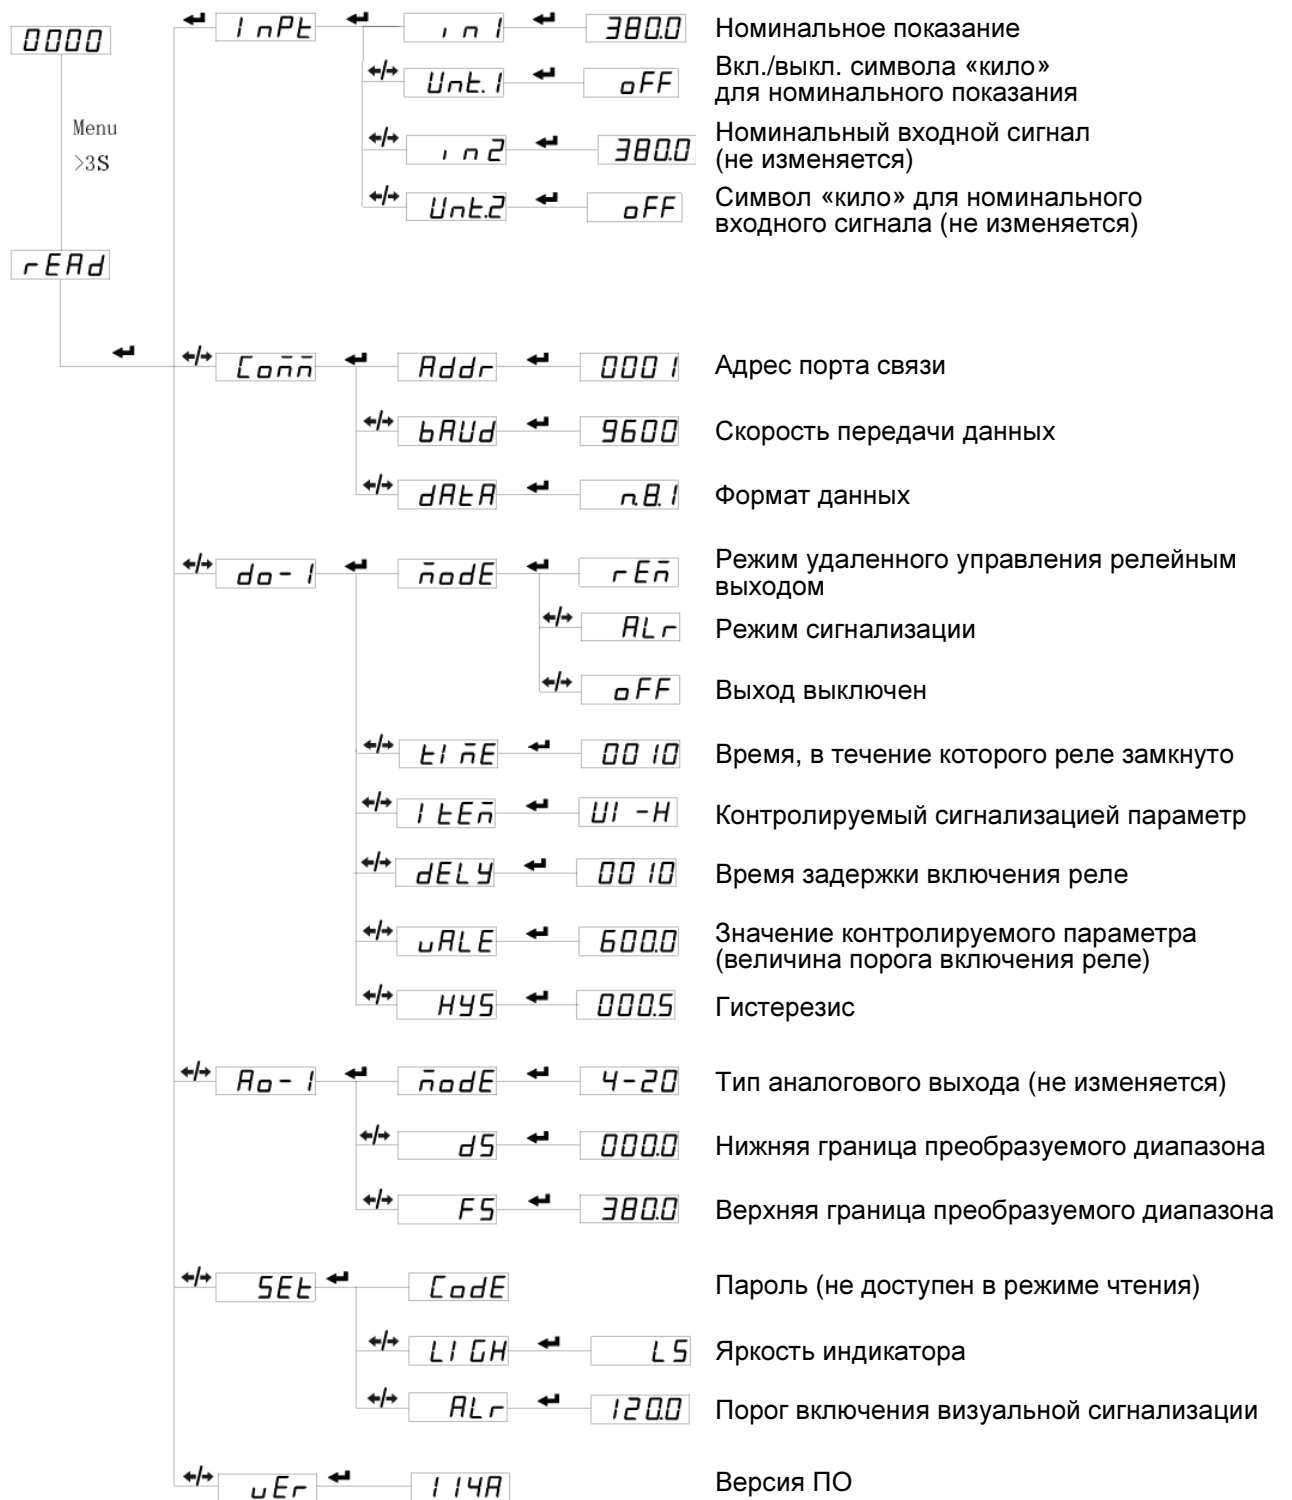 0000
InPt
in1
380.0
Номинальное показание
Unt.1
oFF
Вкл./выкл. символа «кило»
для номинального показания
Menu
>3S
in2
380.0
Номинальный входной сигнал
(не изменяется)
Unt.2
oFF
Символ «кило» для номинального
входного сигнала (не изменяется)
rEAd
Comm
Addr
0001
Адрес порта связи
bAUd
9600
Скорость передачи данных
dAtA
n.8.1
Формат данных
do-1
modE
rEm
Режим удаленного управления релейным
выходом
ALr
Режим сигнализации
oFF
Выход выключен
tImE
0010
Время, в течение которого реле замкнуто
ItEm
UI-H
Контролируемый сигнализацией параметр
dELY
0010
Время задержки включения реле
uALE
600.0
Значение контролируемого параметра
(величина порога включения реле)
HYS
000.5
Гистерезис
Ao-1
modE
4-20
Тип аналогового выхода (не изменяется)
dS
000.0
Нижняя граница преобразуемого диапазона
FS
380.0
Верхняя граница преобразуемого диапазона
SEt
CodE
Пароль (не доступен в режиме чтения)
LIGH
L5
Яркость индикатора
ALr
120.0
Порог включения визуальной сигнализации
uEr
114A
Версия ПО